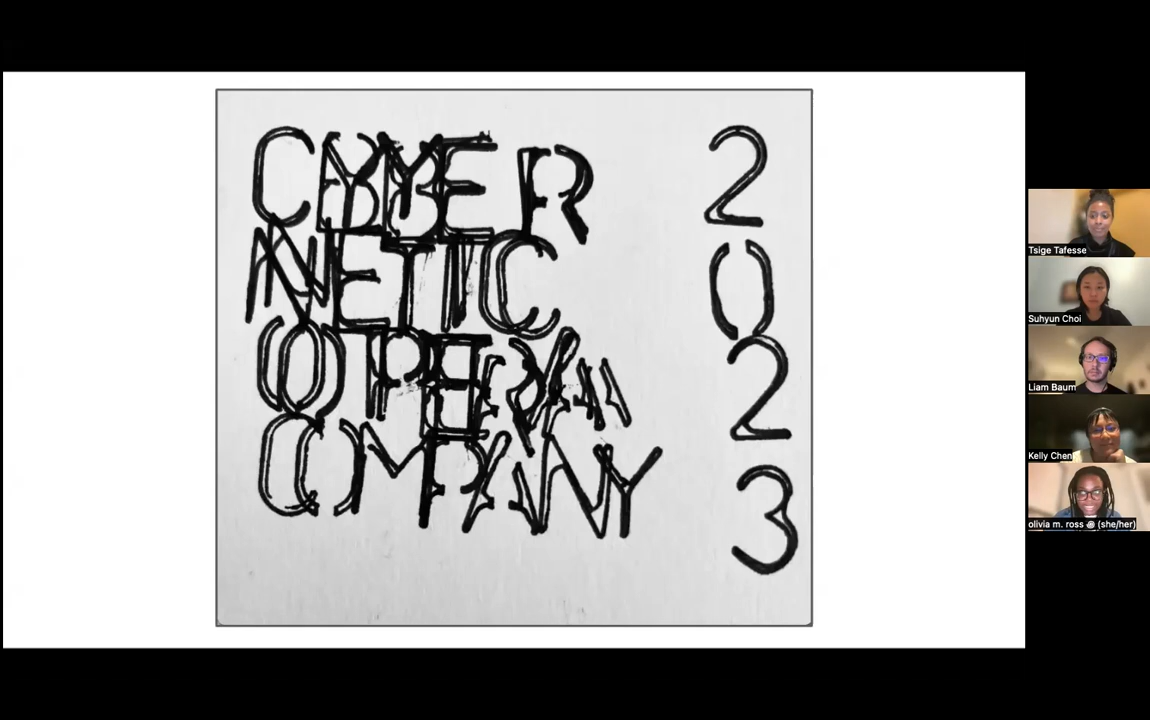 CYBER
NETIC
OPERA
COMPANY
2
0
2
3
Tsige Tafesse
Suhyun Choi
Liam Baum
Kelly Chen
olivia m. ross (she/her)